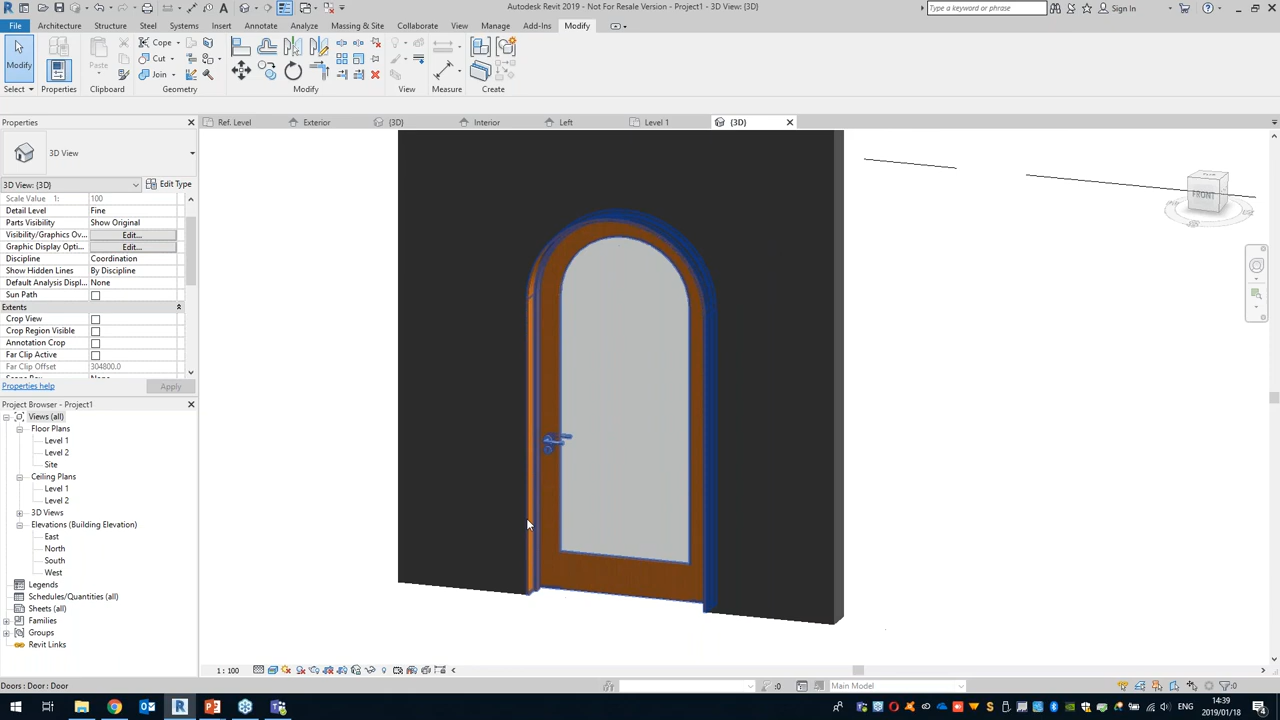 Autodesk Revit 2019 - Not For Resale Version - Project1 - 3D View: {3D}
Type a keyword or phrase
Sign In
File Architecture Structure Steel Systems Insert Annotate Analyze Massing & Site Collaborate View Manage Add-Ins Modify
Modify Paste Cope Cut Join
Select Properties Clipboard Geometry Modify View Measure Create
Properties
Ref. Level Exterior {3D} Interior Left Level 1 {3D}
3D View
3D View: {3D} Edit Type
Scale Value 1: 100
Detail Level Fine
Parts Visibility Show Original
Visibility/Graphics Ov... Edit...
Graphic Display Opti... Edit...
Discipline Coordination
Show Hidden Lines By Discipline
Default Analysis Displ... None
Sun Path
Extents
Crop View
Crop Region Visible
Annotation Crop
Far Clip Active
Far Clip Offset 304800.0
Properties help Apply
FRONT
Project Browser - Project1
Views (all)
Floor Plans
Level 1
Level 2
Site
Ceiling Plans
Level 1
Level 2
3D Views
Elevations (Building Elevation)
East
North
South
West
Legends
Schedules/Quantities (all)
Sheets (all)
Families
Groups
Revit Links
1 : 100
Doors : Door : Door
:0
Main Model
:0
ENG
14:39
2019/01/18